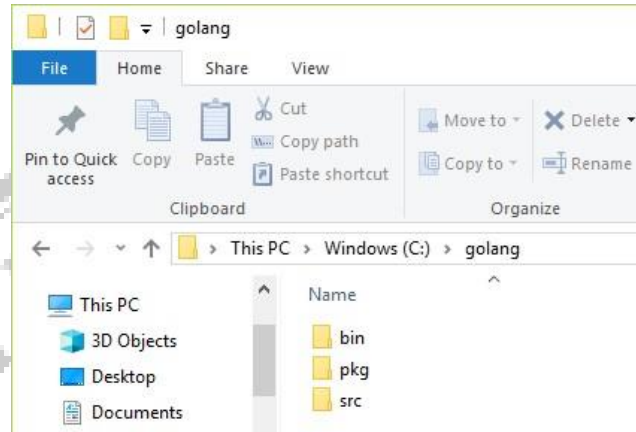 golang
File Home Share View
Pin to Quick access
Copy
Paste
Cut
Copy path
Paste shortcut
Clipboard
Move to
Copy to
Delete
Rename
Organize
This PC > Windows (C:) > golang
This PC
3D Objects
Desktop
Documents
Name
bin
pkg
src